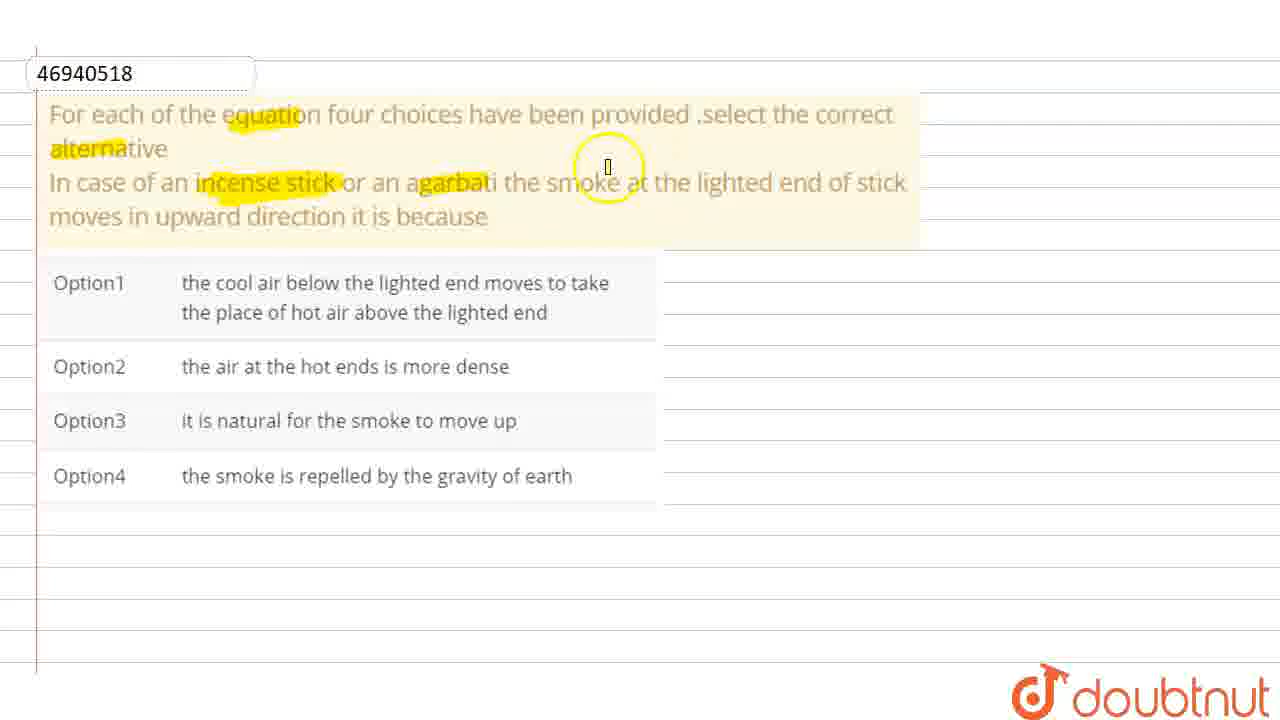 46940518
For each of the equation four choices have been provided .select the correct
alternative
In case of an incense stick or an agarbati the smoke at the lighted end of stick
moves in upward direction it is because
Option1 the cool air below the lighted end moves to take
the place of hot air above the lighted end
Option2 the air at the hot ends is more dense
Option3 it is natural for the smoke to move up
Option4 the smoke is repelled by the gravity of earth
doubtnut